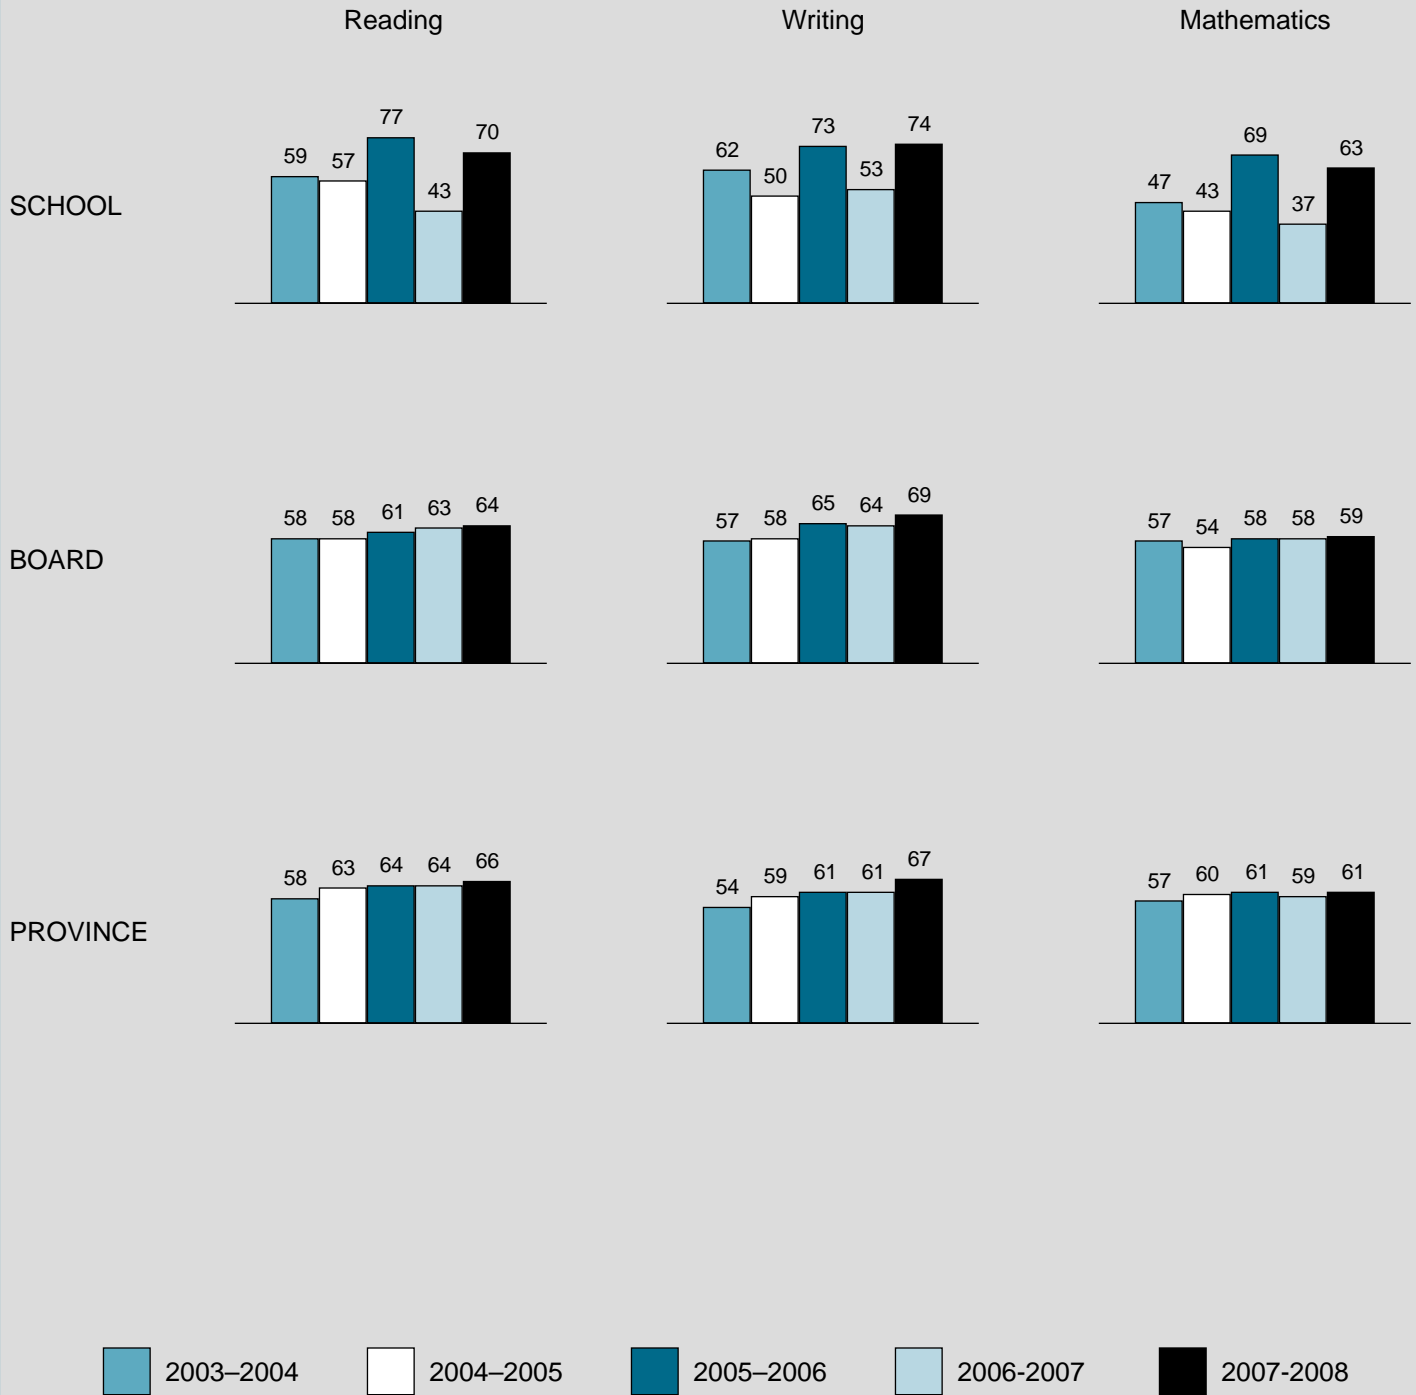 Reading Writing Mathematics
SCHOOL
59 57 77 43 70
62 50 73 53 74
47 43 69 37 63
BOARD
58 58 61 63 64
57 58 65 64 69
57 54 58 58 59
PROVINCE
58 63 64 64 66
54 59 61 61 67
57 60 61 59 61
2003–2004 2004–2005 2005–2006 2006-2007 2007-2008